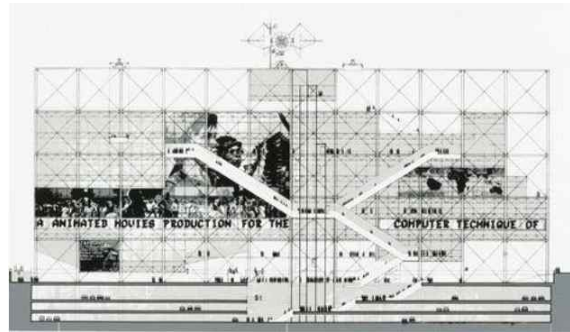 A ANIMATED MOVIES PRODUCTION FOR THE
COMPUTER TECHNIQUE OF